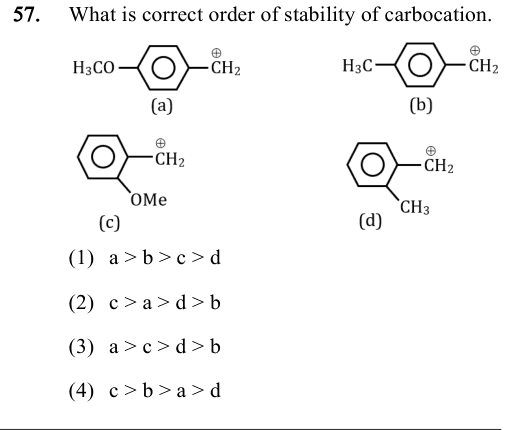 57. What is correct order of stability of carbocation.
H₃CO ⊕ CH₂
(a)
H₃C ⊕ CH₂
(b)
⊕ CH₂
OMe
(c)
⊕ CH₂
CH₃
(d)
(1) a > b > c > d
(2) c > a > d > b
(3) a > c > d > b
(4) c > b > a > d